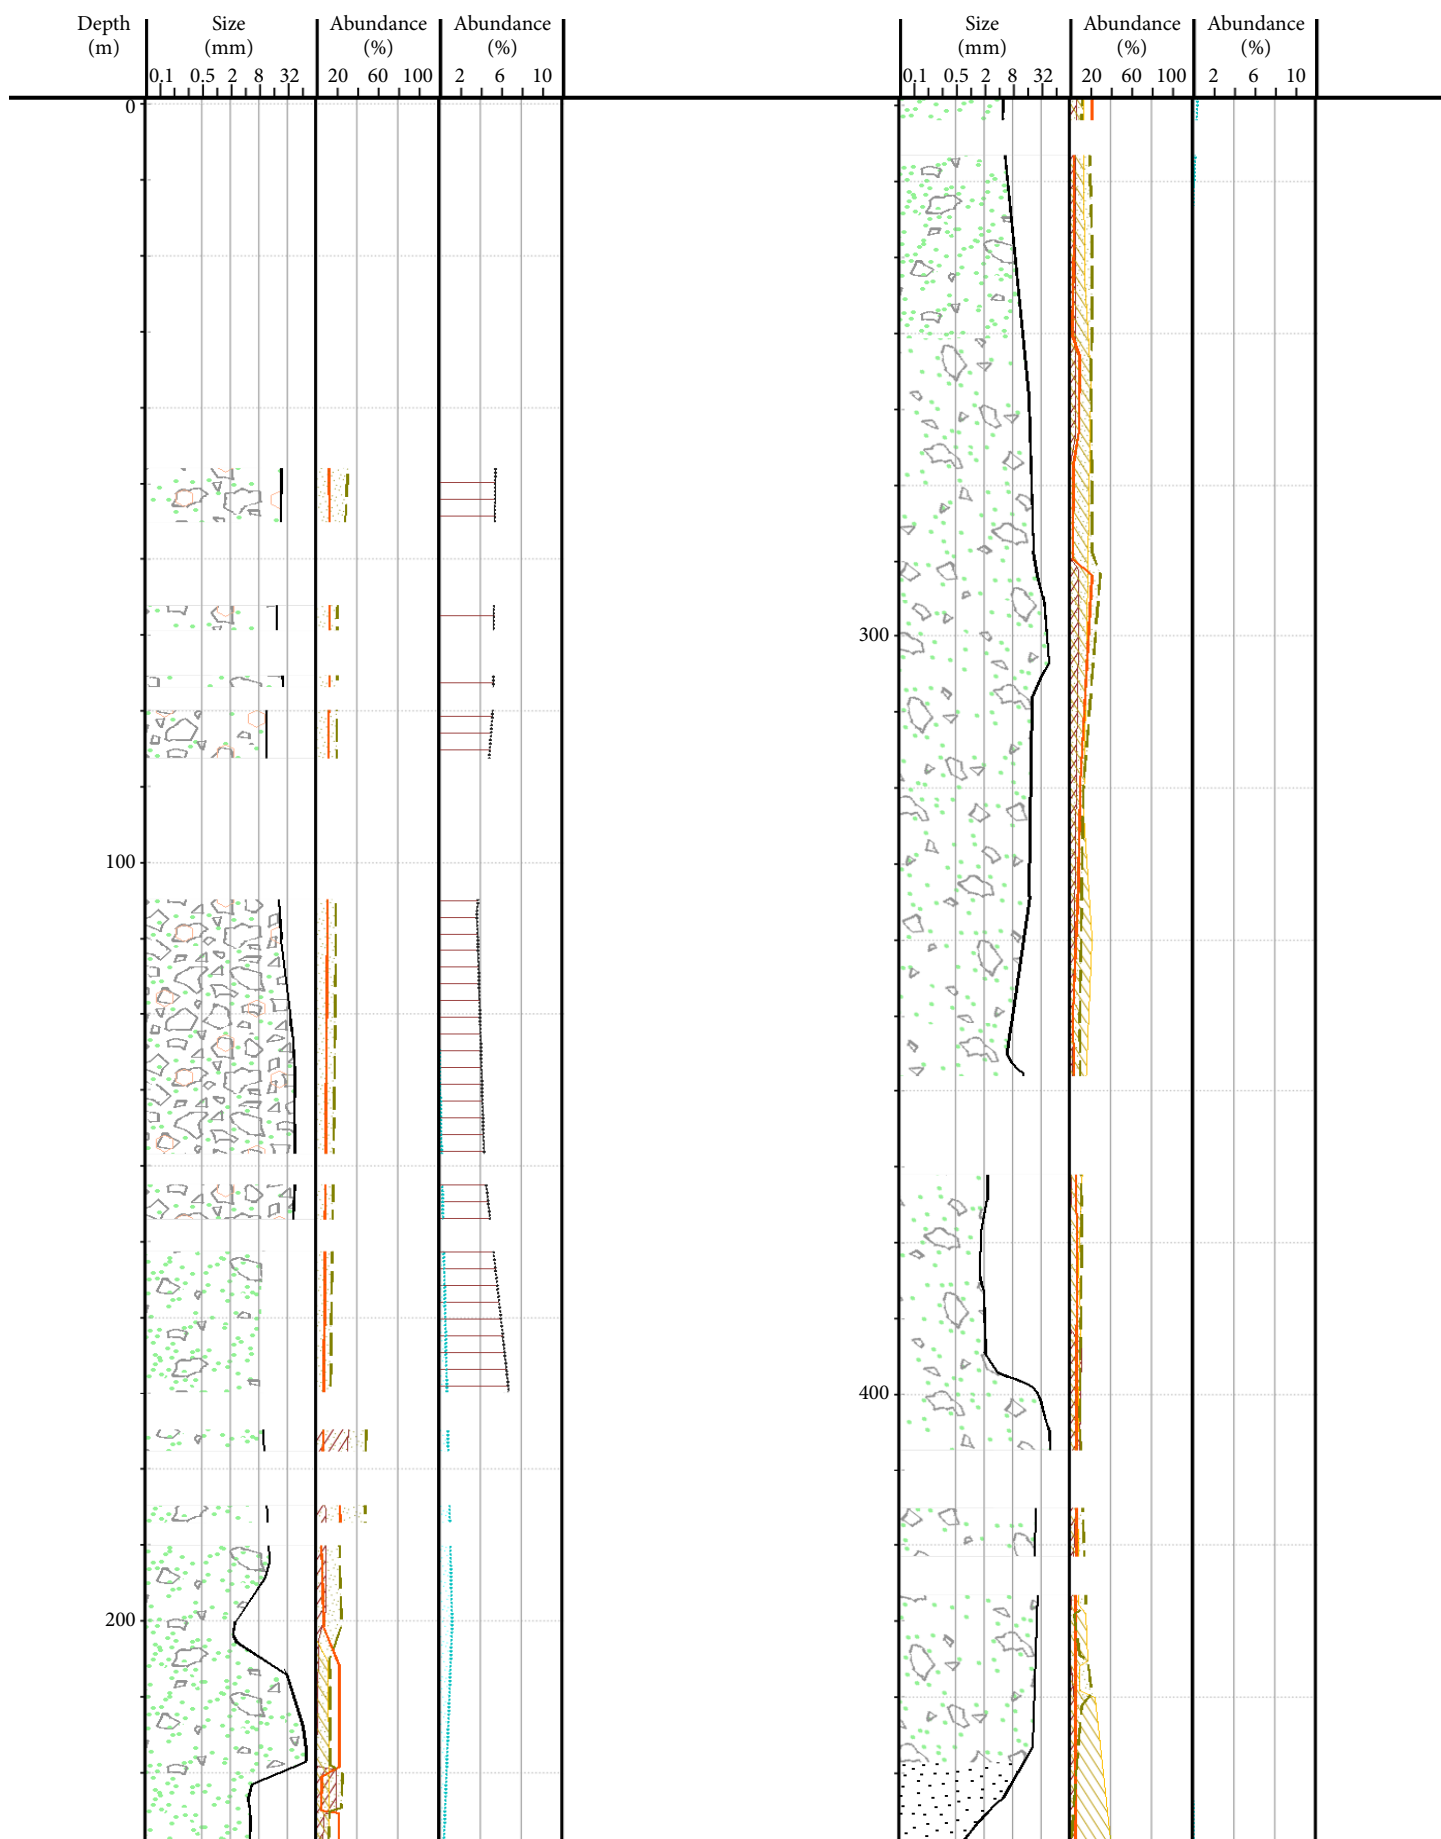 Depth Size Abundance Abundance Size Abundance Abundance
(m) (mm) (%) (%) (mm) (%) (%)
0.1 0.5 2 8 32 20 60 100 2 6 10 0.1 0.5 2 8 32 20 60 100 2 6 10
0
300
100
400
200